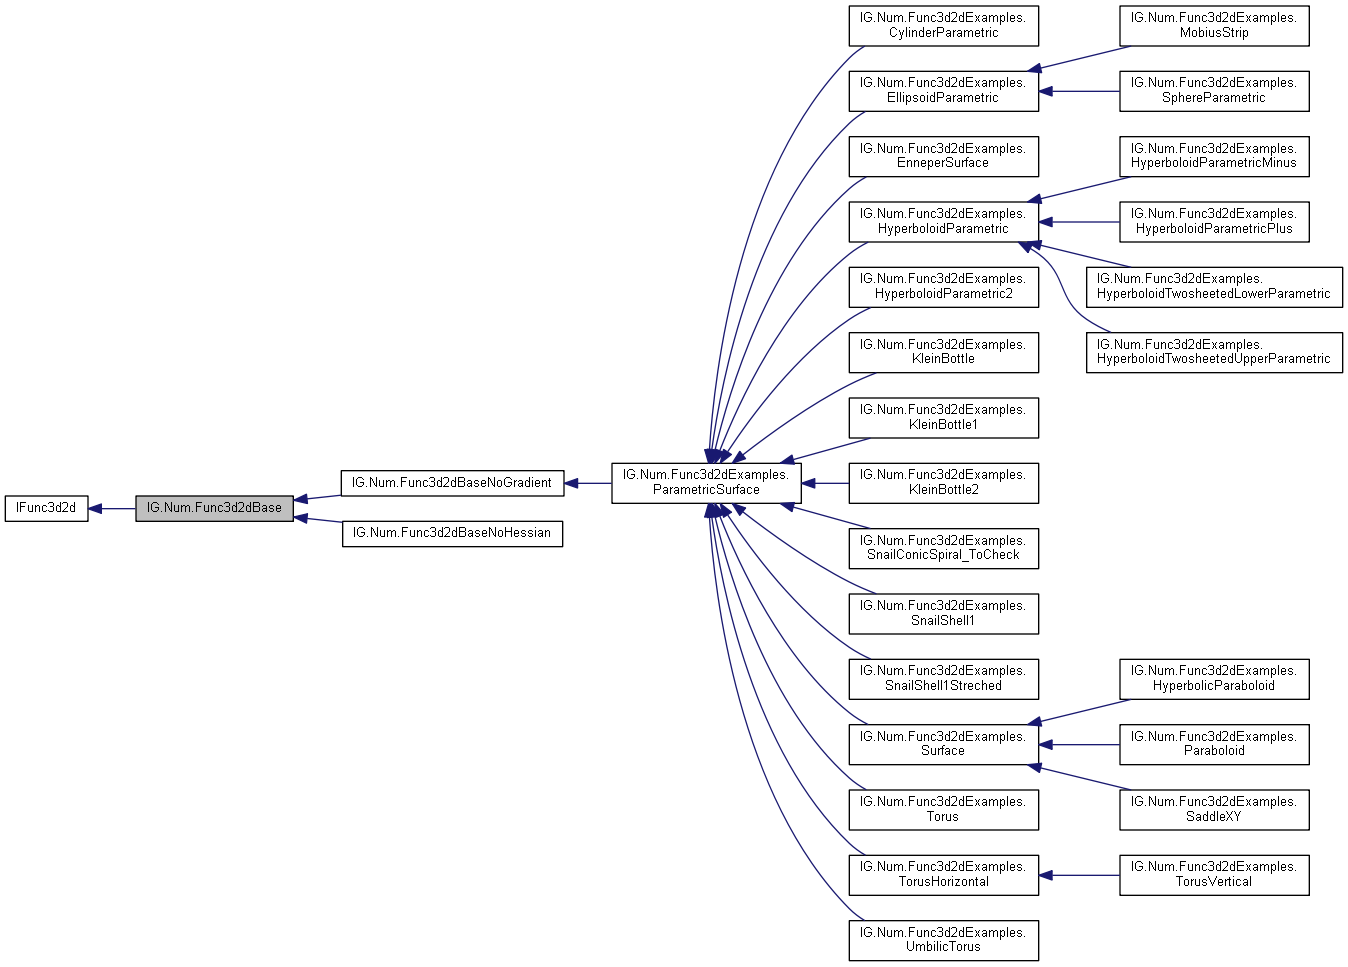 IFunc3d2d
IG.Num.Func3d2dBase
IG.Num.Func3d2dBaseNoGradient
IG.Num.Func3d2dBaseNoHessian
IG.Num.Func3d2dExamples.
ParametricSurface
IG.Num.Func3d2dExamples.
CylinderParametric
IG.Num.Func3d2dExamples.
EllipsoidParametric
IG.Num.Func3d2dExamples.
EnneperSurface
IG.Num.Func3d2dExamples.
HyperboloidParametric
IG.Num.Func3d2dExamples.
HyperboloidParametric2
IG.Num.Func3d2dExamples.
KleinBottle
IG.Num.Func3d2dExamples.
KleinBottle1
IG.Num.Func3d2dExamples.
KleinBottle2
IG.Num.Func3d2dExamples.
SnailConicSpiral_ToCheck
IG.Num.Func3d2dExamples.
SnailShell1
IG.Num.Func3d2dExamples.
SnailShell1Streched
IG.Num.Func3d2dExamples.
Surface
IG.Num.Func3d2dExamples.
Torus
IG.Num.Func3d2dExamples.
TorusHorizontal
IG.Num.Func3d2dExamples.
UmbilicTorus
IG.Num.Func3d2dExamples.
MobiusStrip
IG.Num.Func3d2dExamples.
SphereParametric
IG.Num.Func3d2dExamples.
HyperboloidParametricMinus
IG.Num.Func3d2dExamples.
HyperboloidParametricPlus
IG.Num.Func3d2dExamples.
HyperboloidTwosheetedLowerParametric
IG.Num.Func3d2dExamples.
HyperboloidTwosheetedUpperParametric
IG.Num.Func3d2dExamples.
HyperbolicParaboloid
IG.Num.Func3d2dExamples.
Paraboloid
IG.Num.Func3d2dExamples.
SaddleXY
IG.Num.Func3d2dExamples.
TorusVertical